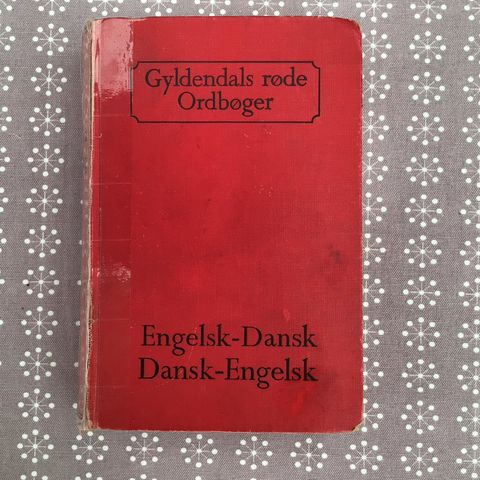 Gyldendals røde
Ordbøger
Engelsk-Dansk
Dansk-Engelsk